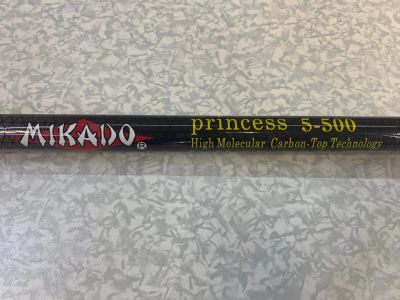 MIKADO ®
princess 5-500
High Molecular Carbon-Top Technology